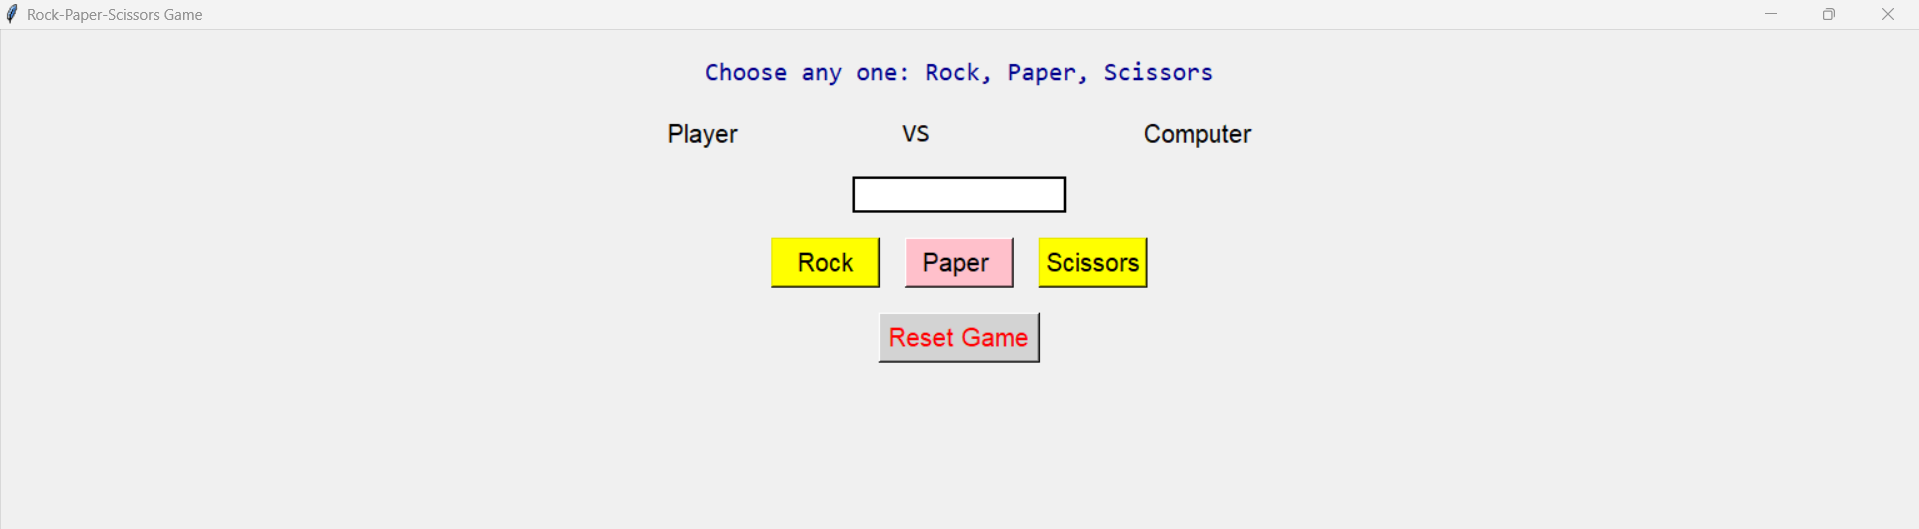 Rock-Paper-Scissors Game
Choose any one: Rock, Paper, Scissors
Player VS Computer
Rock Paper Scissors
Reset Game